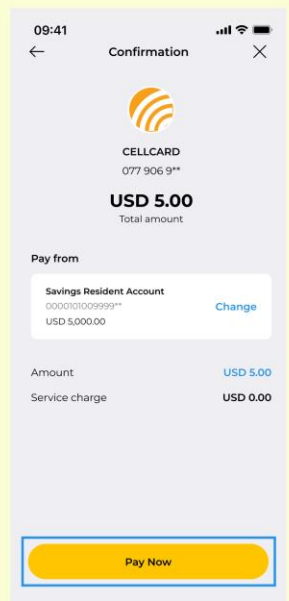 09:41
Confirmation
CELLCARD
077 906 9**
USD 5.00
Total amount
Pay from
Savings Resident Account
0000101009999**
USD 5,000.00
Change
Amount USD 5.00
Service charge USD 0.00
Pay Now